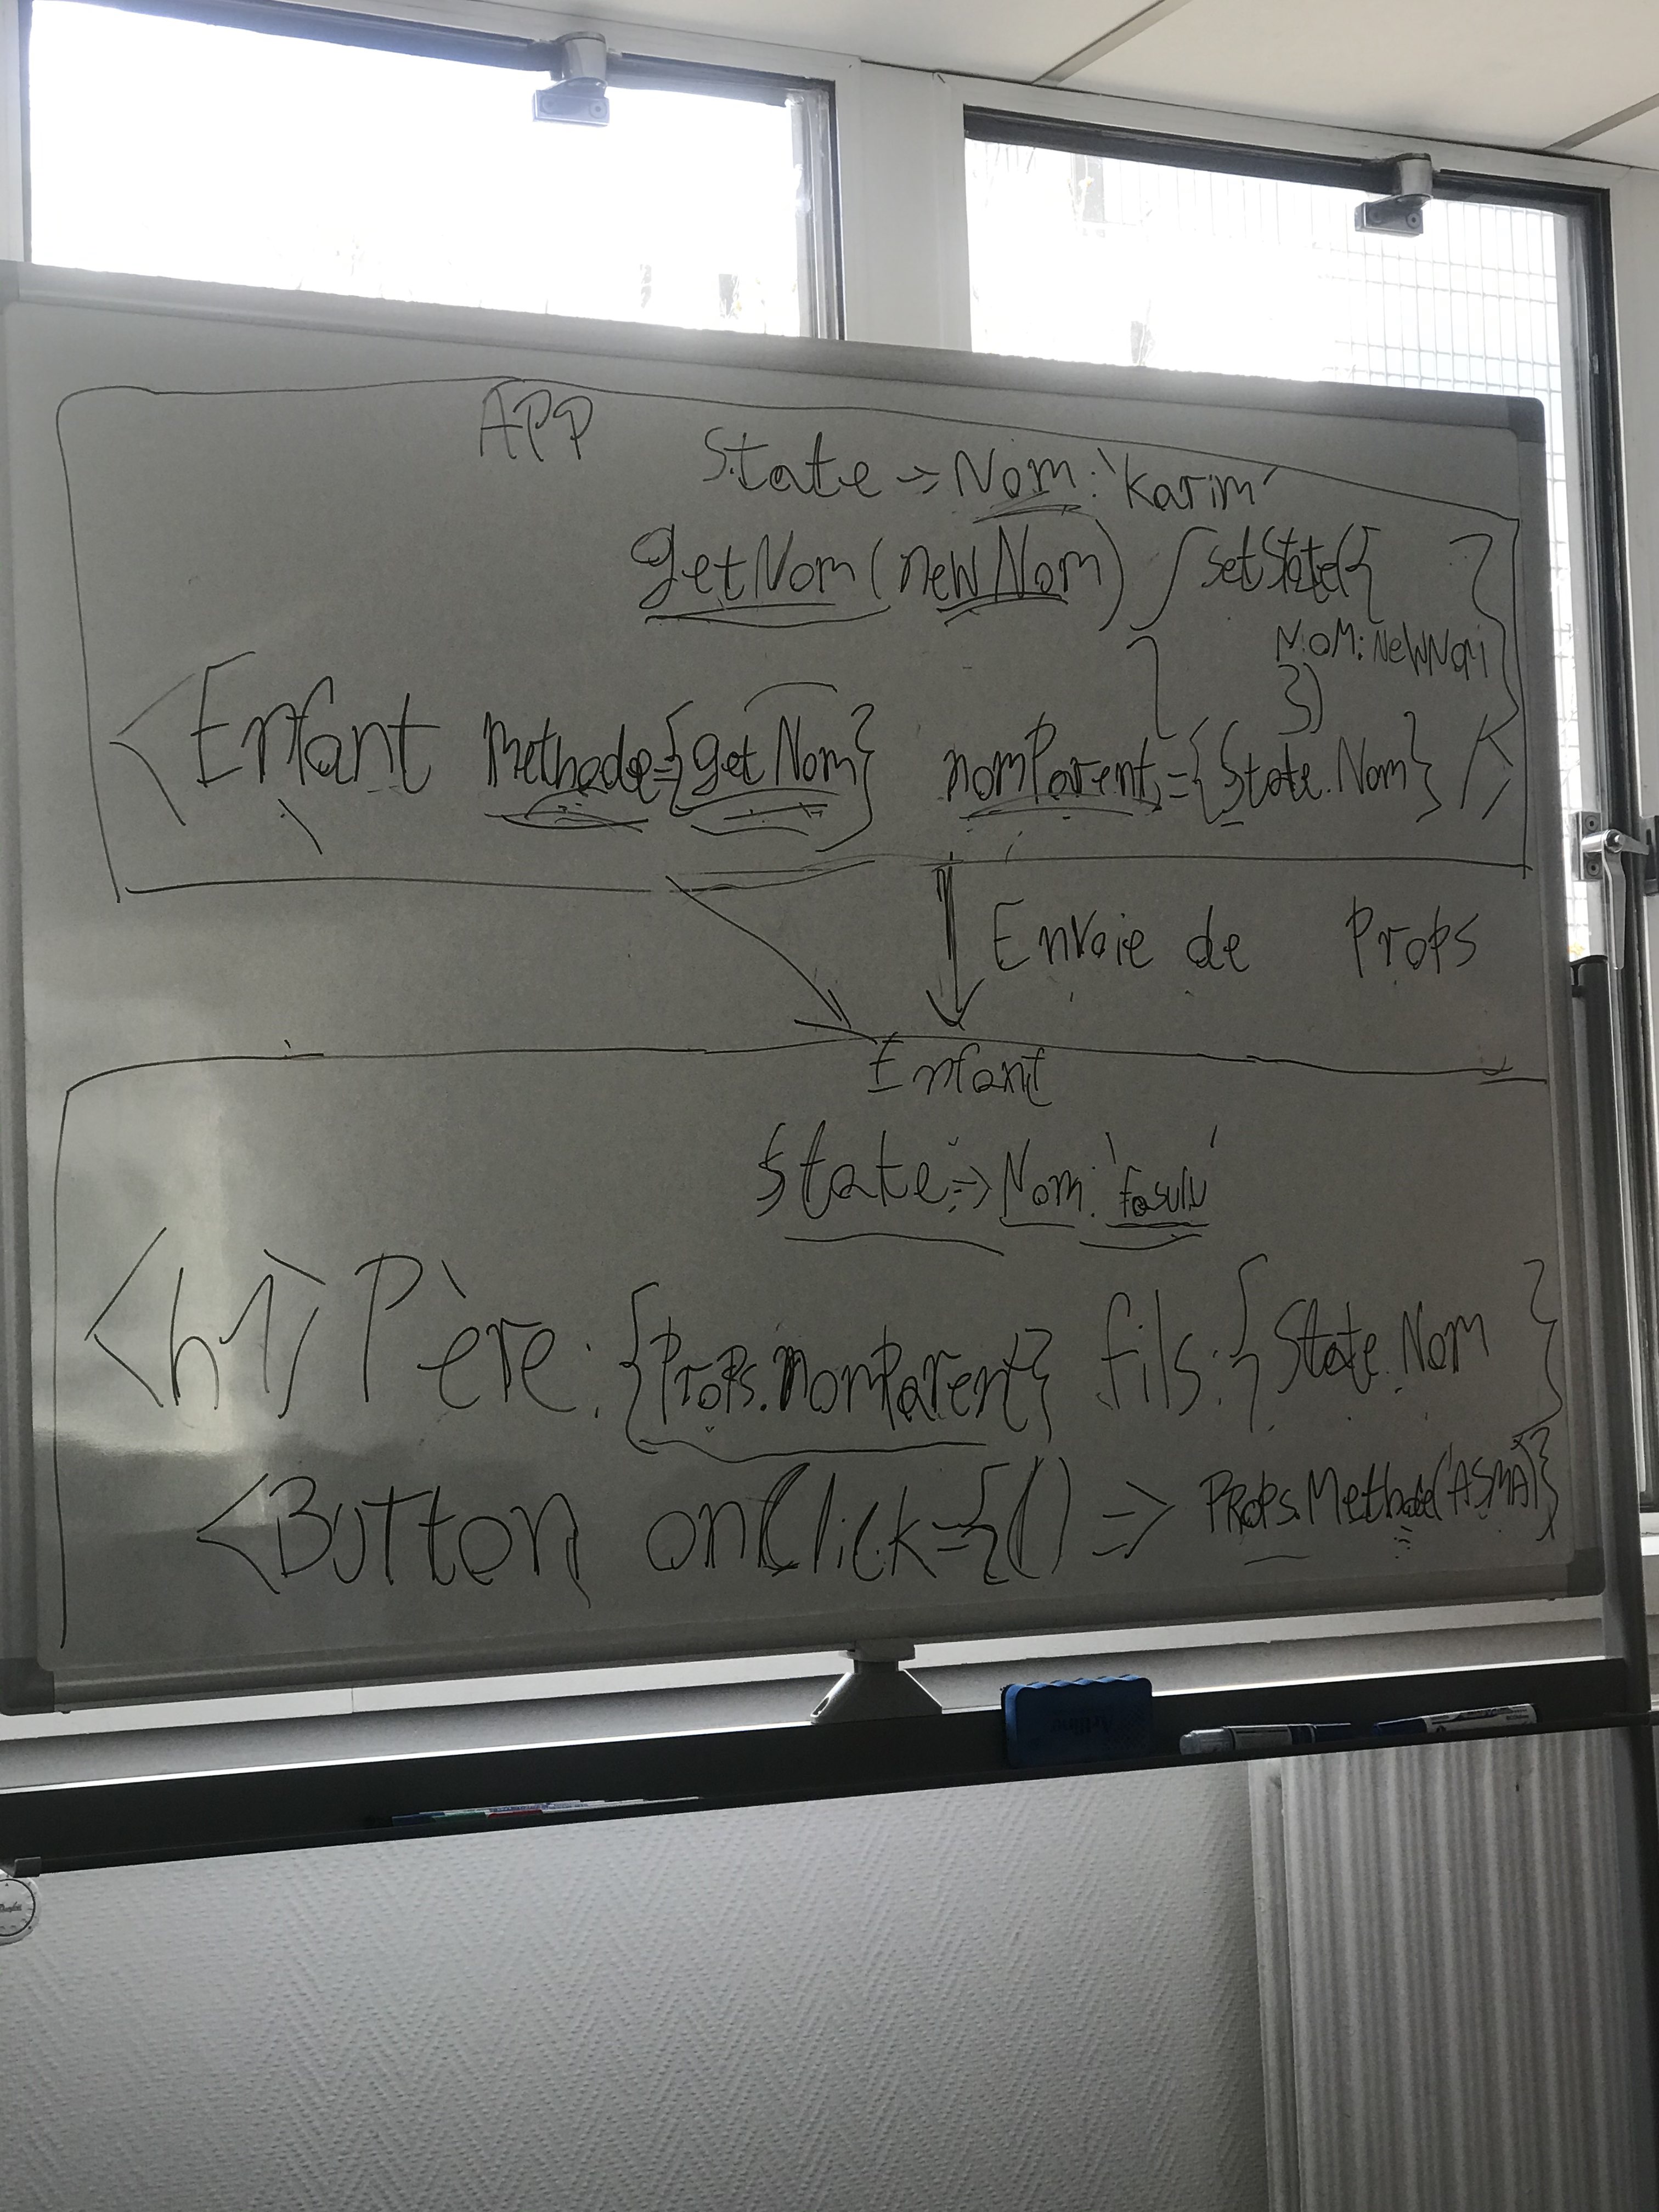 APP
State => Nom: 'Karim'
getNom(newNom) { setState({
NOM: NeWNom
})
}
<Enfant Methode={getNom} nomParent={State.Nom} />
Envoie de Props
Enfant
State => Nom:
<h1> Père: {Props.nomParent} fils: {State.Nom}
<Button onClick={() => PRops.Methode('ASMA')}